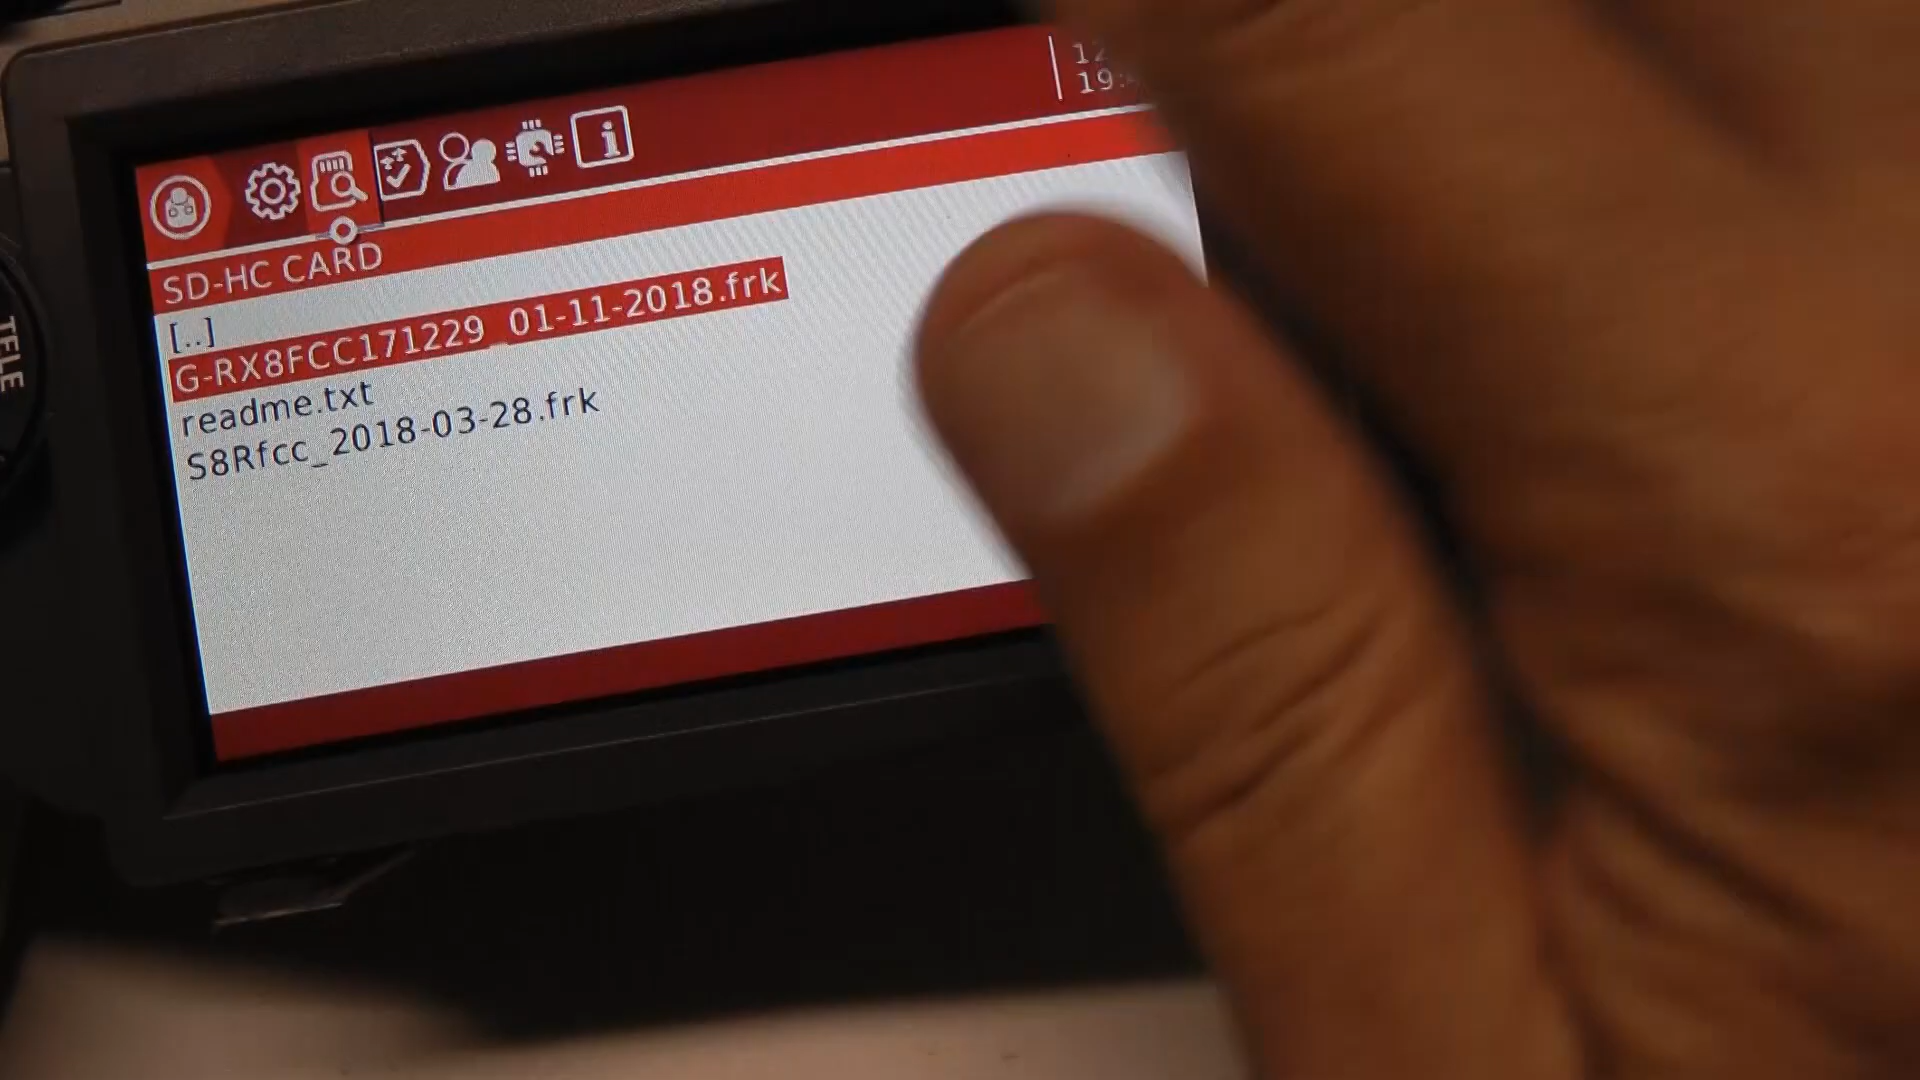 SD-HC CARD
[..]
G-RX8FCC171229_01-11-2018.frk
readme.txt
S8Rfcc_2018-03-28.frk
TELE